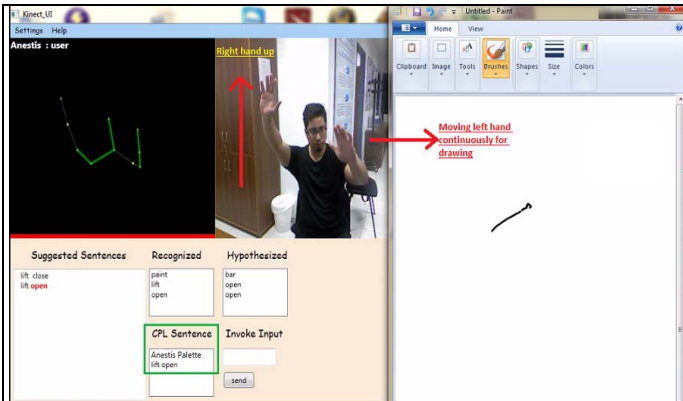 Kinect_UI
Settings Help
Anestis : user
Right hand up
Suggested Sentences
lift close
lift open
Recognized
paint
lift
open
Hypothesized
bar
open
open
CPL Sentence
Anestis Palette
lift open
Invoke Input
send
Untitled - Paint
Home View
Clipboard Image Tools Brushes Shapes Size Colors
Moving left hand
continuously for
drawing